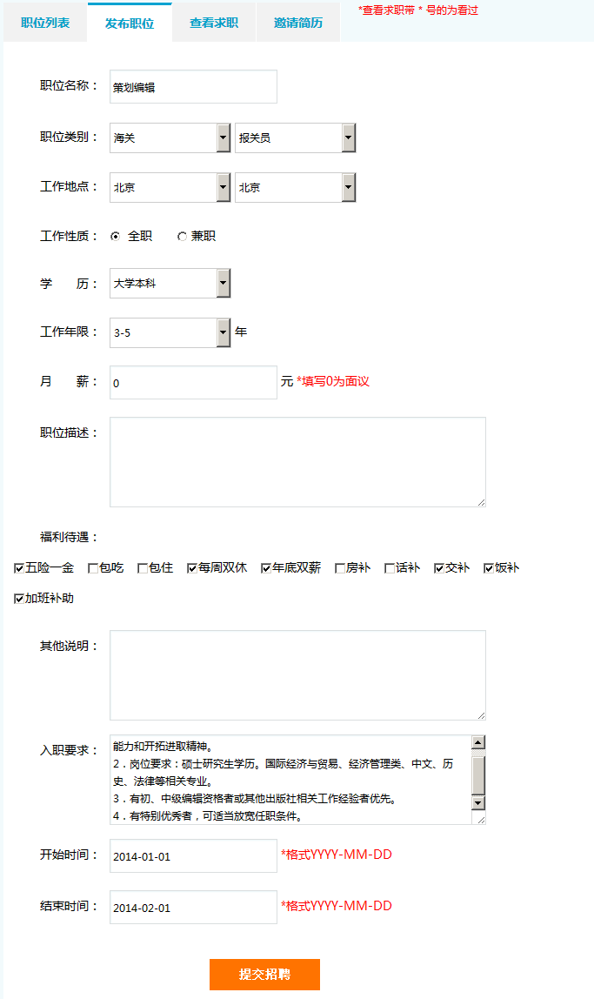 职位列表 发布职位 查看求职 邀请简历 *查看求职带 * 号的为看过
职位名称： 策划编辑
职位类别： 海关 报关员
工作地点： 北京 北京
工作性质： 全职 兼职
学 历： 大学本科
工作年限： 3-5 年
月 薪： 0 元 *填写0为面议
职位描述：
福利待遇：
五险一金 包吃 包住 每周双休 年底双薪 房补 话补 交补 饭补
加班补助
其他说明：
入职要求： 能力和开拓进取精神。
2．岗位要求：硕士研究生学历。国际经济与贸易、经济管理类、中文、历
史、法律等相关专业。
3．有初、中级编辑资格者或其他出版社相关工作经验者优先。
4．有特别优秀者，可适当放宽任职条件。
开始时间： 2014-01-01 *格式YYYY-MM-DD
结束时间： 2014-02-01 *格式YYYY-MM-DD
提交招聘